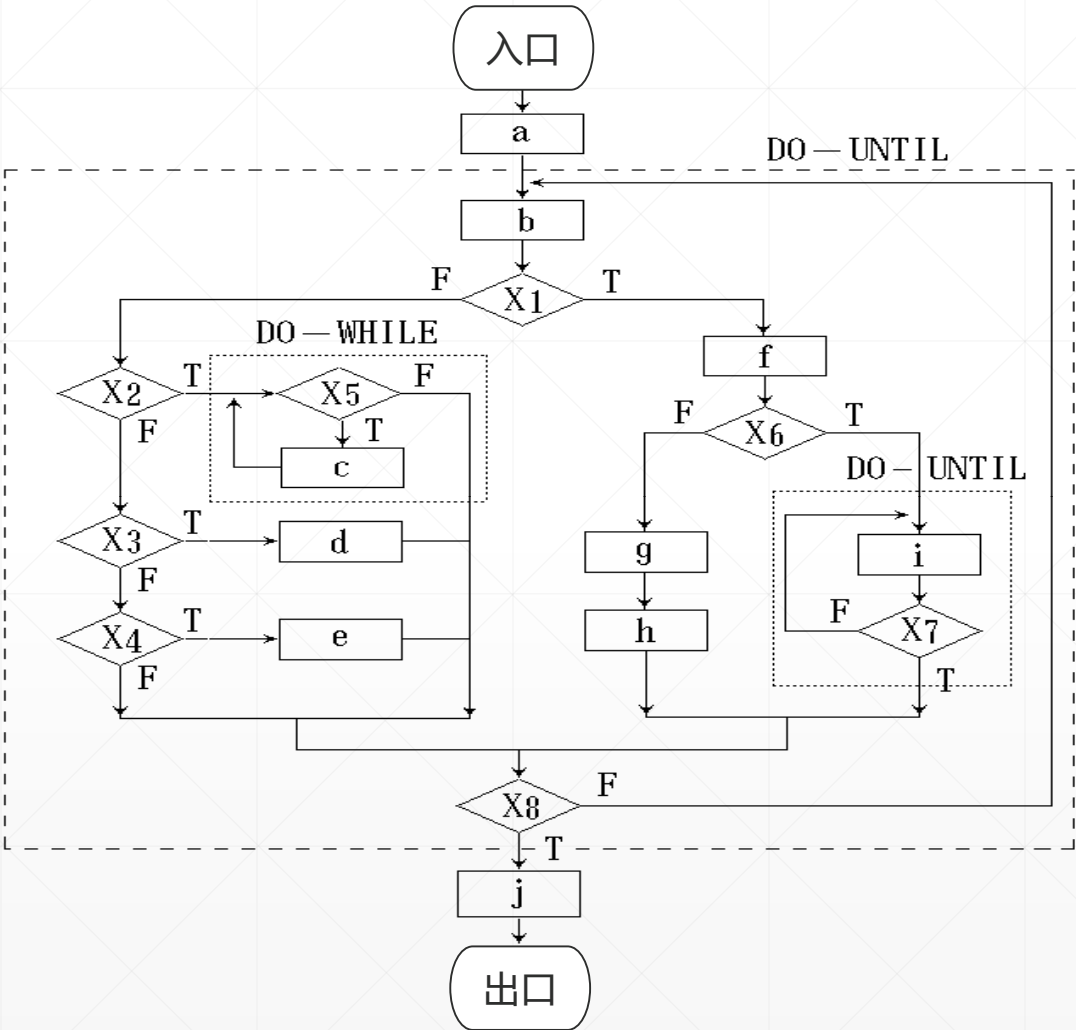 入口
a
DO—UNTIL
b
F
T
X1
DO—WHILE
f
X2
T
X5
F
F
T
c
F
X6
T
DO-UNTIL
X3
T
d
F
g
i
X4
T
e
F
h
F
X7
T
X8
F
T
j
出口